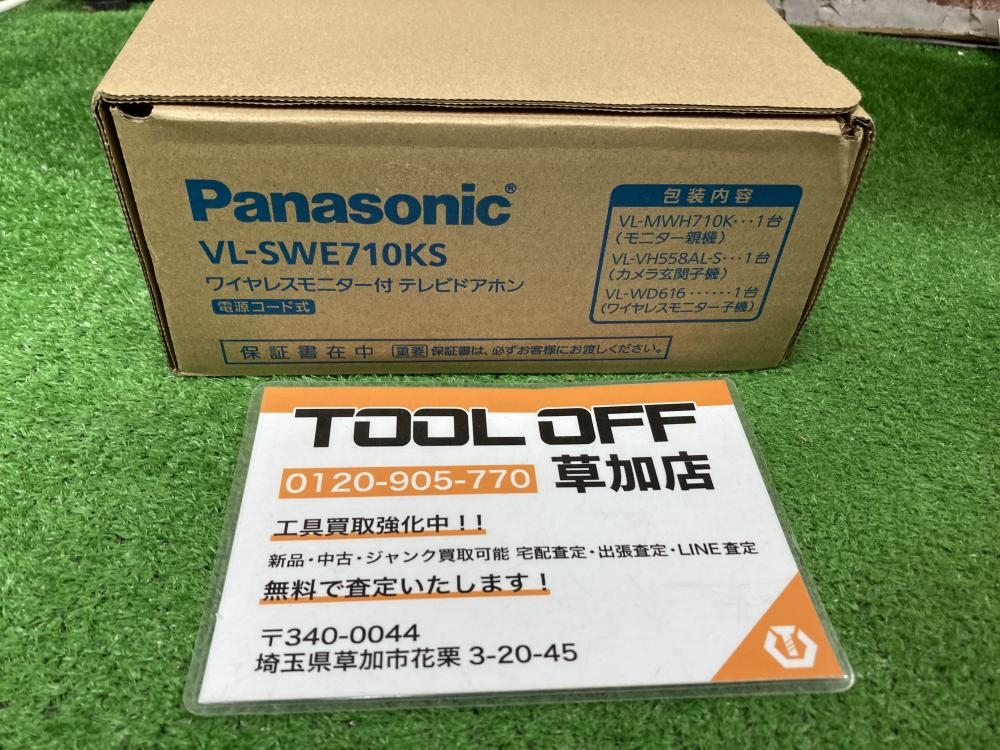 Panasonic®
VL-SWE710KS
ワイヤレスモニター付 テレビドアホン
電源コード式
包装内容
VL-MWH710K・・・1台
(モニター親機)
VL-VH558AL-S・・・1台
(カメラ玄関子機)
VL-WD616・・・・・・1台
(ワイヤレスモニター子機)
保証書在中 重要 保証書は、必ずお客様にお渡しください。
TOOL OFF
0120-905-770 草加店
工具買取強化中！！
新品・中古・ジャンク買取可能 宅配査定・出張査定・LINE査定
無料で査定いたします！
〒340-0044
埼玉県草加市花栗 3-20-45